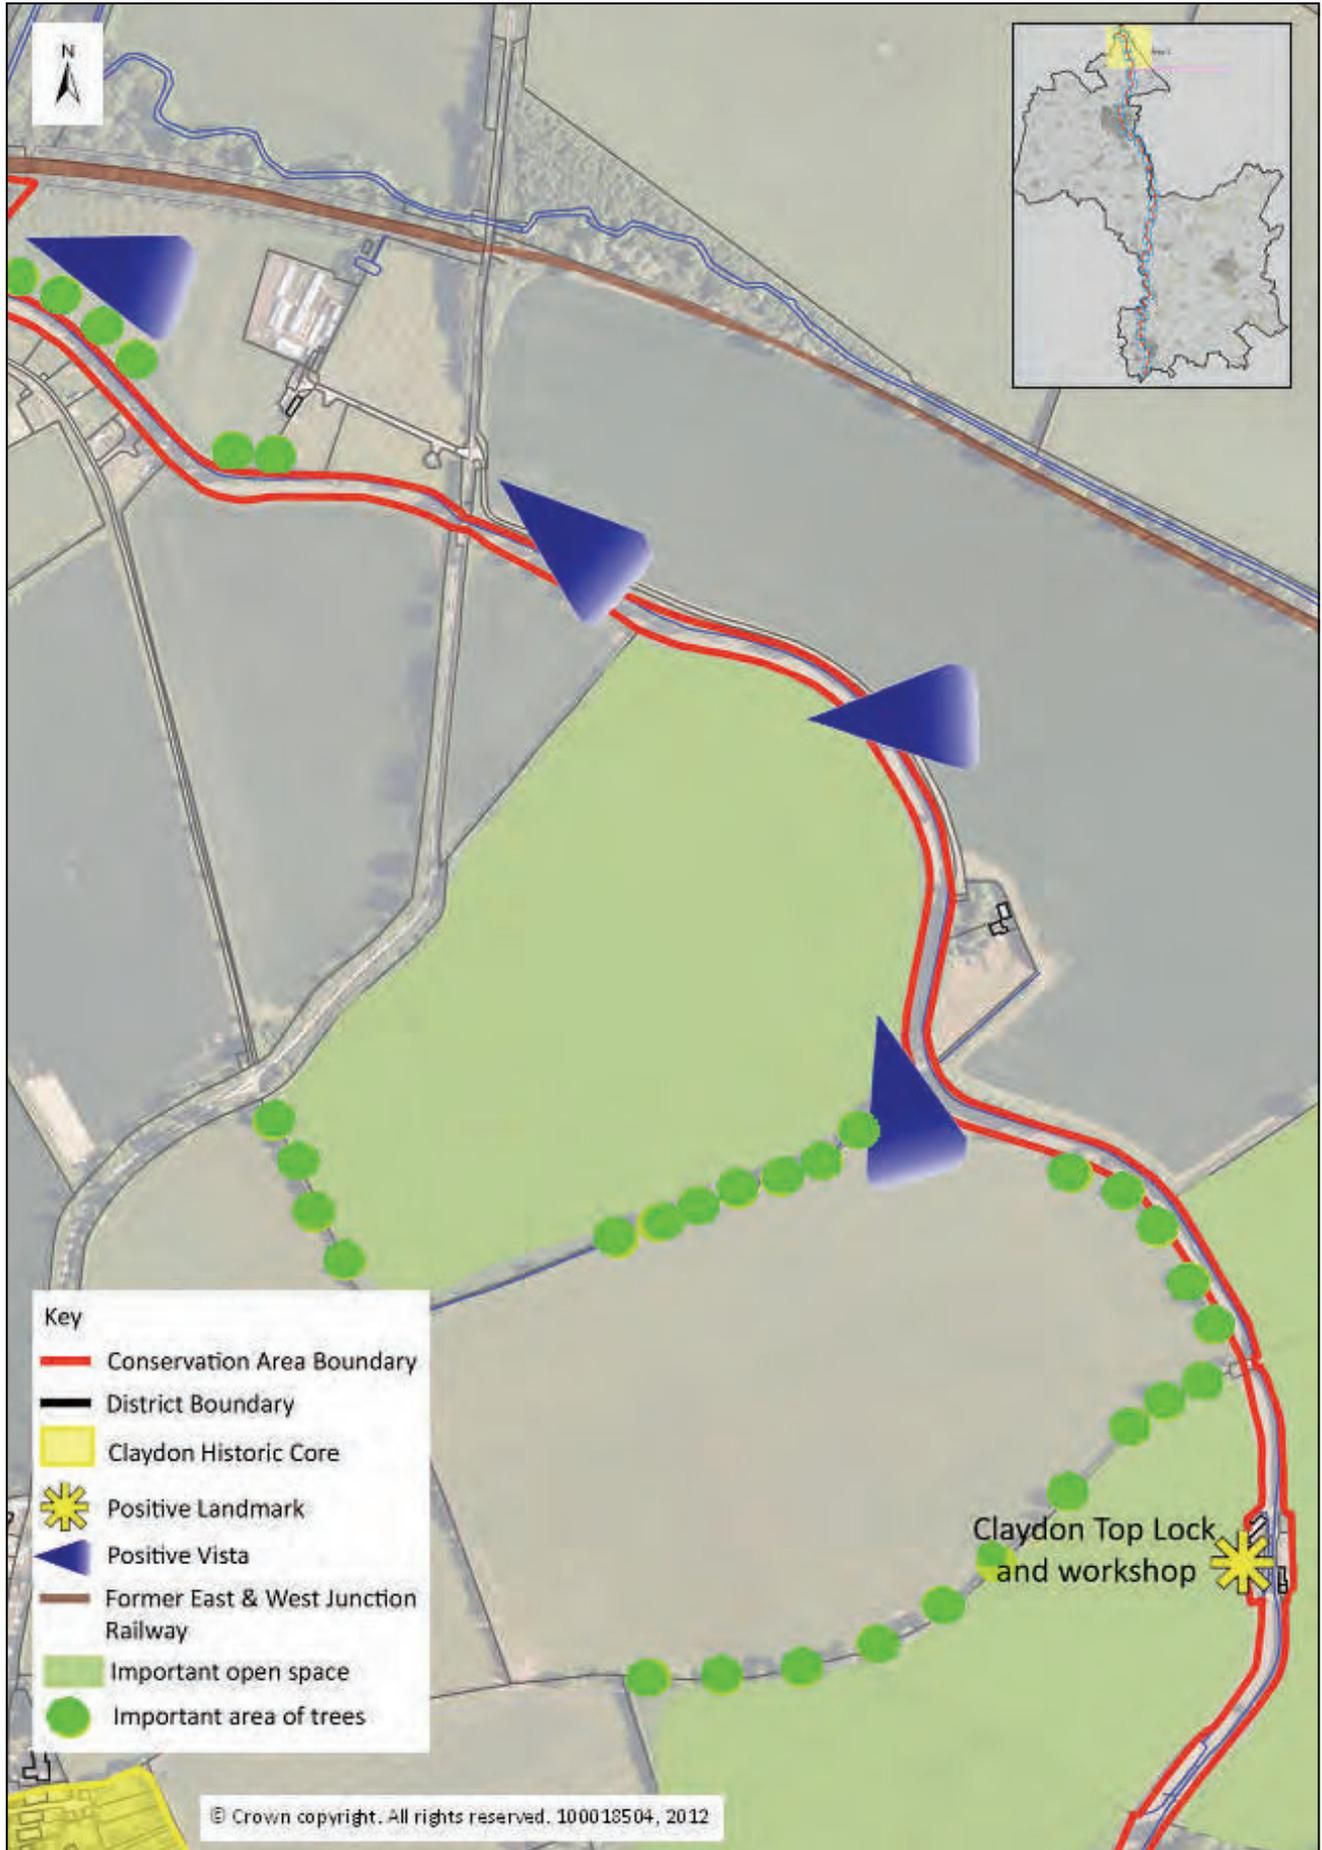 N
Key
Conservation Area Boundary
District Boundary
Claydon Historic Core
Positive Landmark
Positive Vista
Former East & West Junction
Railway
Important open space
Important area of trees
Claydon Top Lock
and workshop
© Crown copyright. All rights reserved. 100018504, 2012